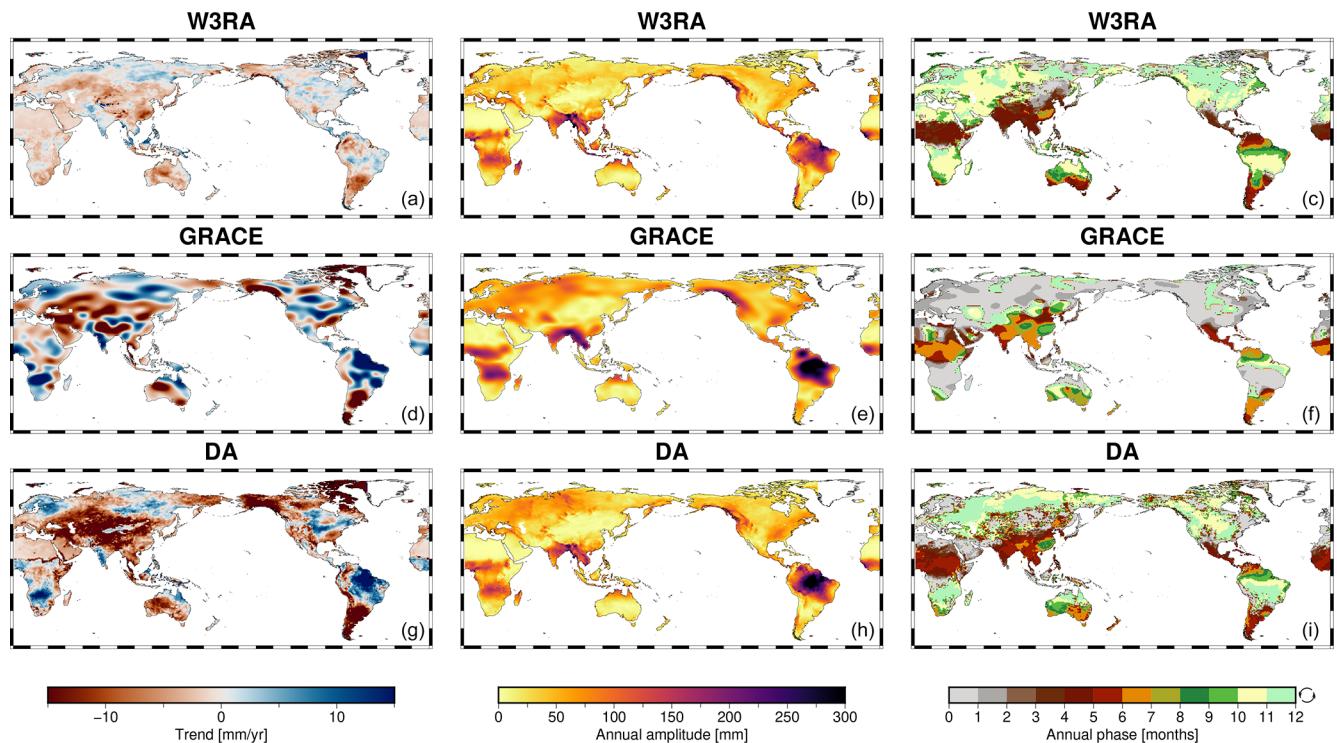 W3RA W3RA W3RA
(a) (b) (c)
GRACE GRACE GRACE
(d) (e) (f)
DA DA DA
(g) (h) (i)
−10 0 10
Trend [mm/yr]
0 50 100 150 200 250 300
Annual amplitude [mm]
0 1 2 3 4 5 6 7 8 9 10 11 12
Annual phase [months]